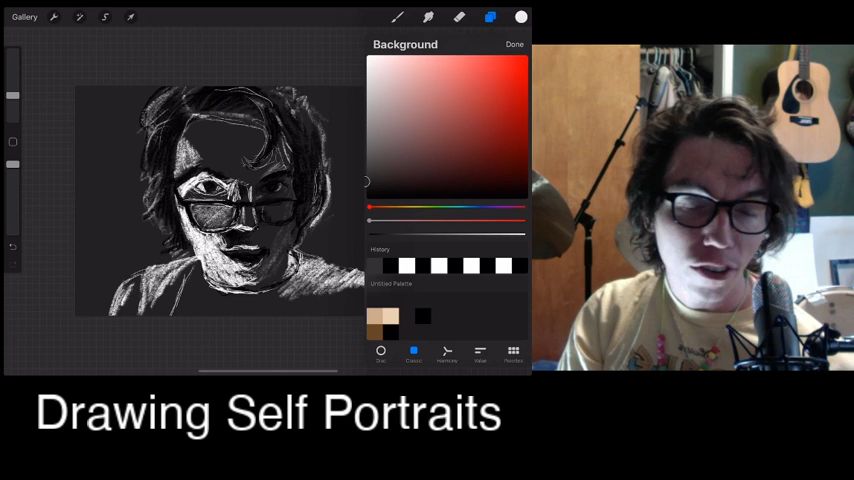 Gallery
Background
Done
History
Untitled Palette
Disc
Classic
Harmony
Value
Palettes
Drawing Self Portraits